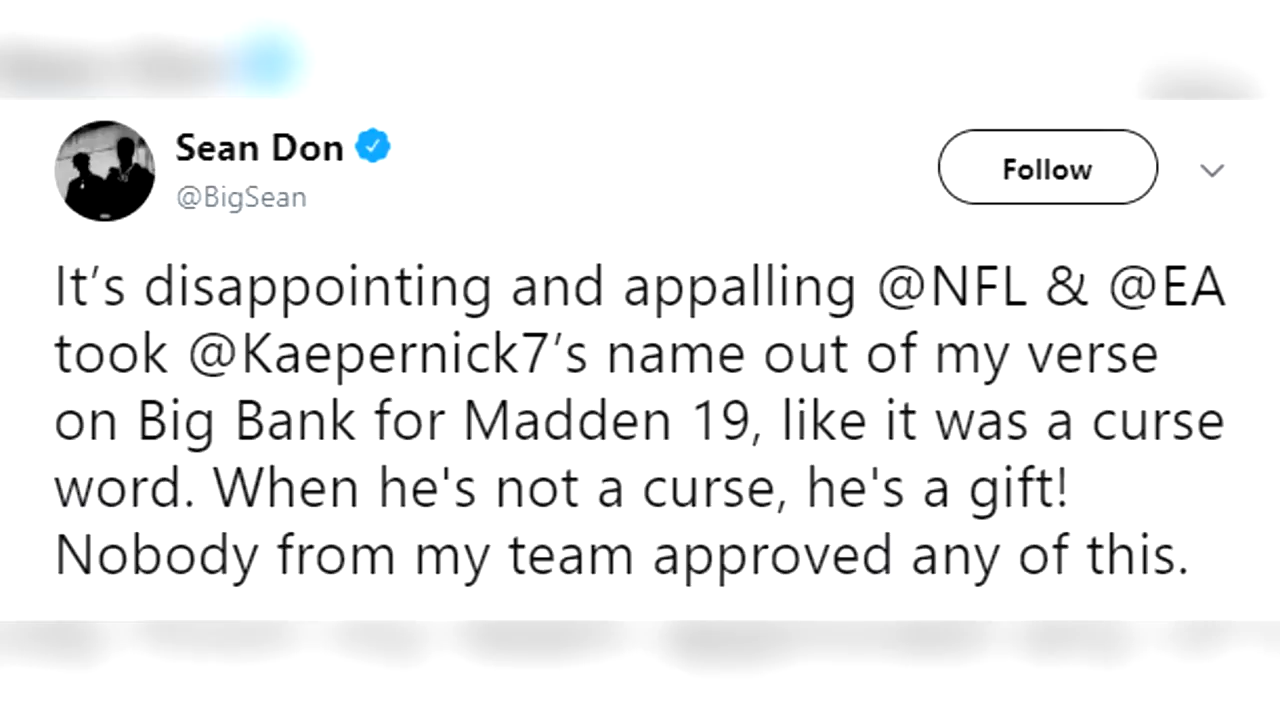 Sean Don
@BigSean
Follow
It’s disappointing and appalling @NFL & @EA
took @Kaepernick7’s name out of my verse
on Big Bank for Madden 19, like it was a curse
word. When he's not a curse, he's a gift!
Nobody from my team approved any of this.